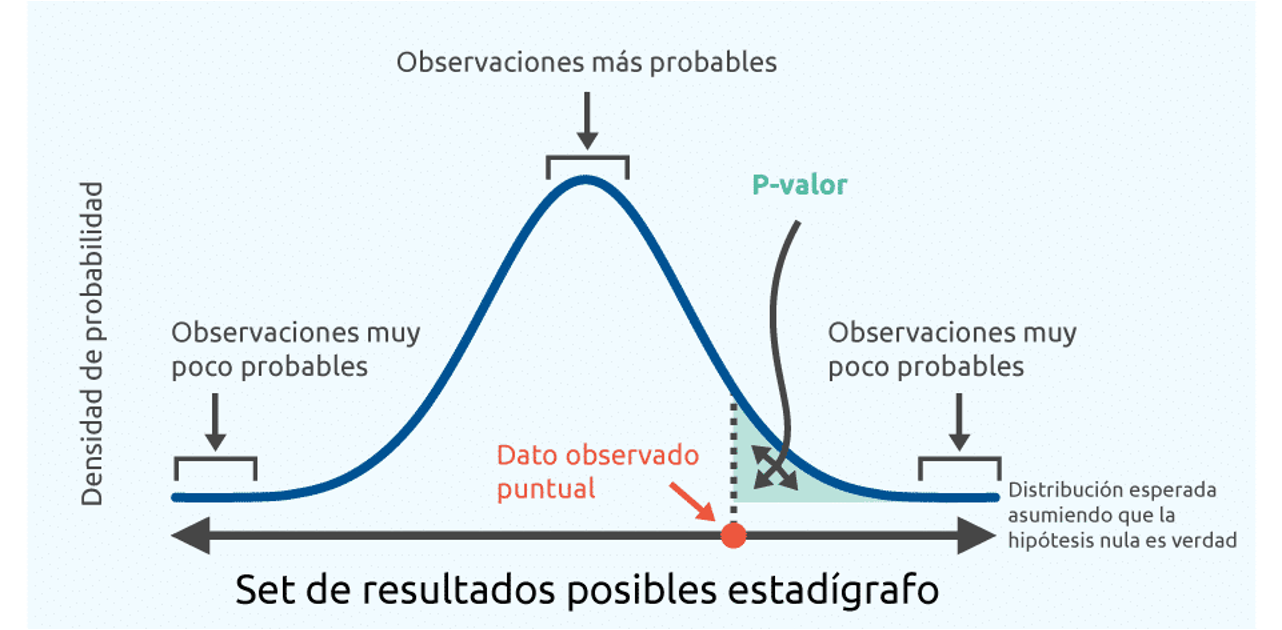 Observaciones más probables
P-valor
Densidad de probabilidad
Observaciones muy
poco probables
Observaciones muy
poco probables
Dato observado
puntual
Distribución esperada
asumiendo que la
hipótesis nula es verdad
Set de resultados posibles estadígrafo